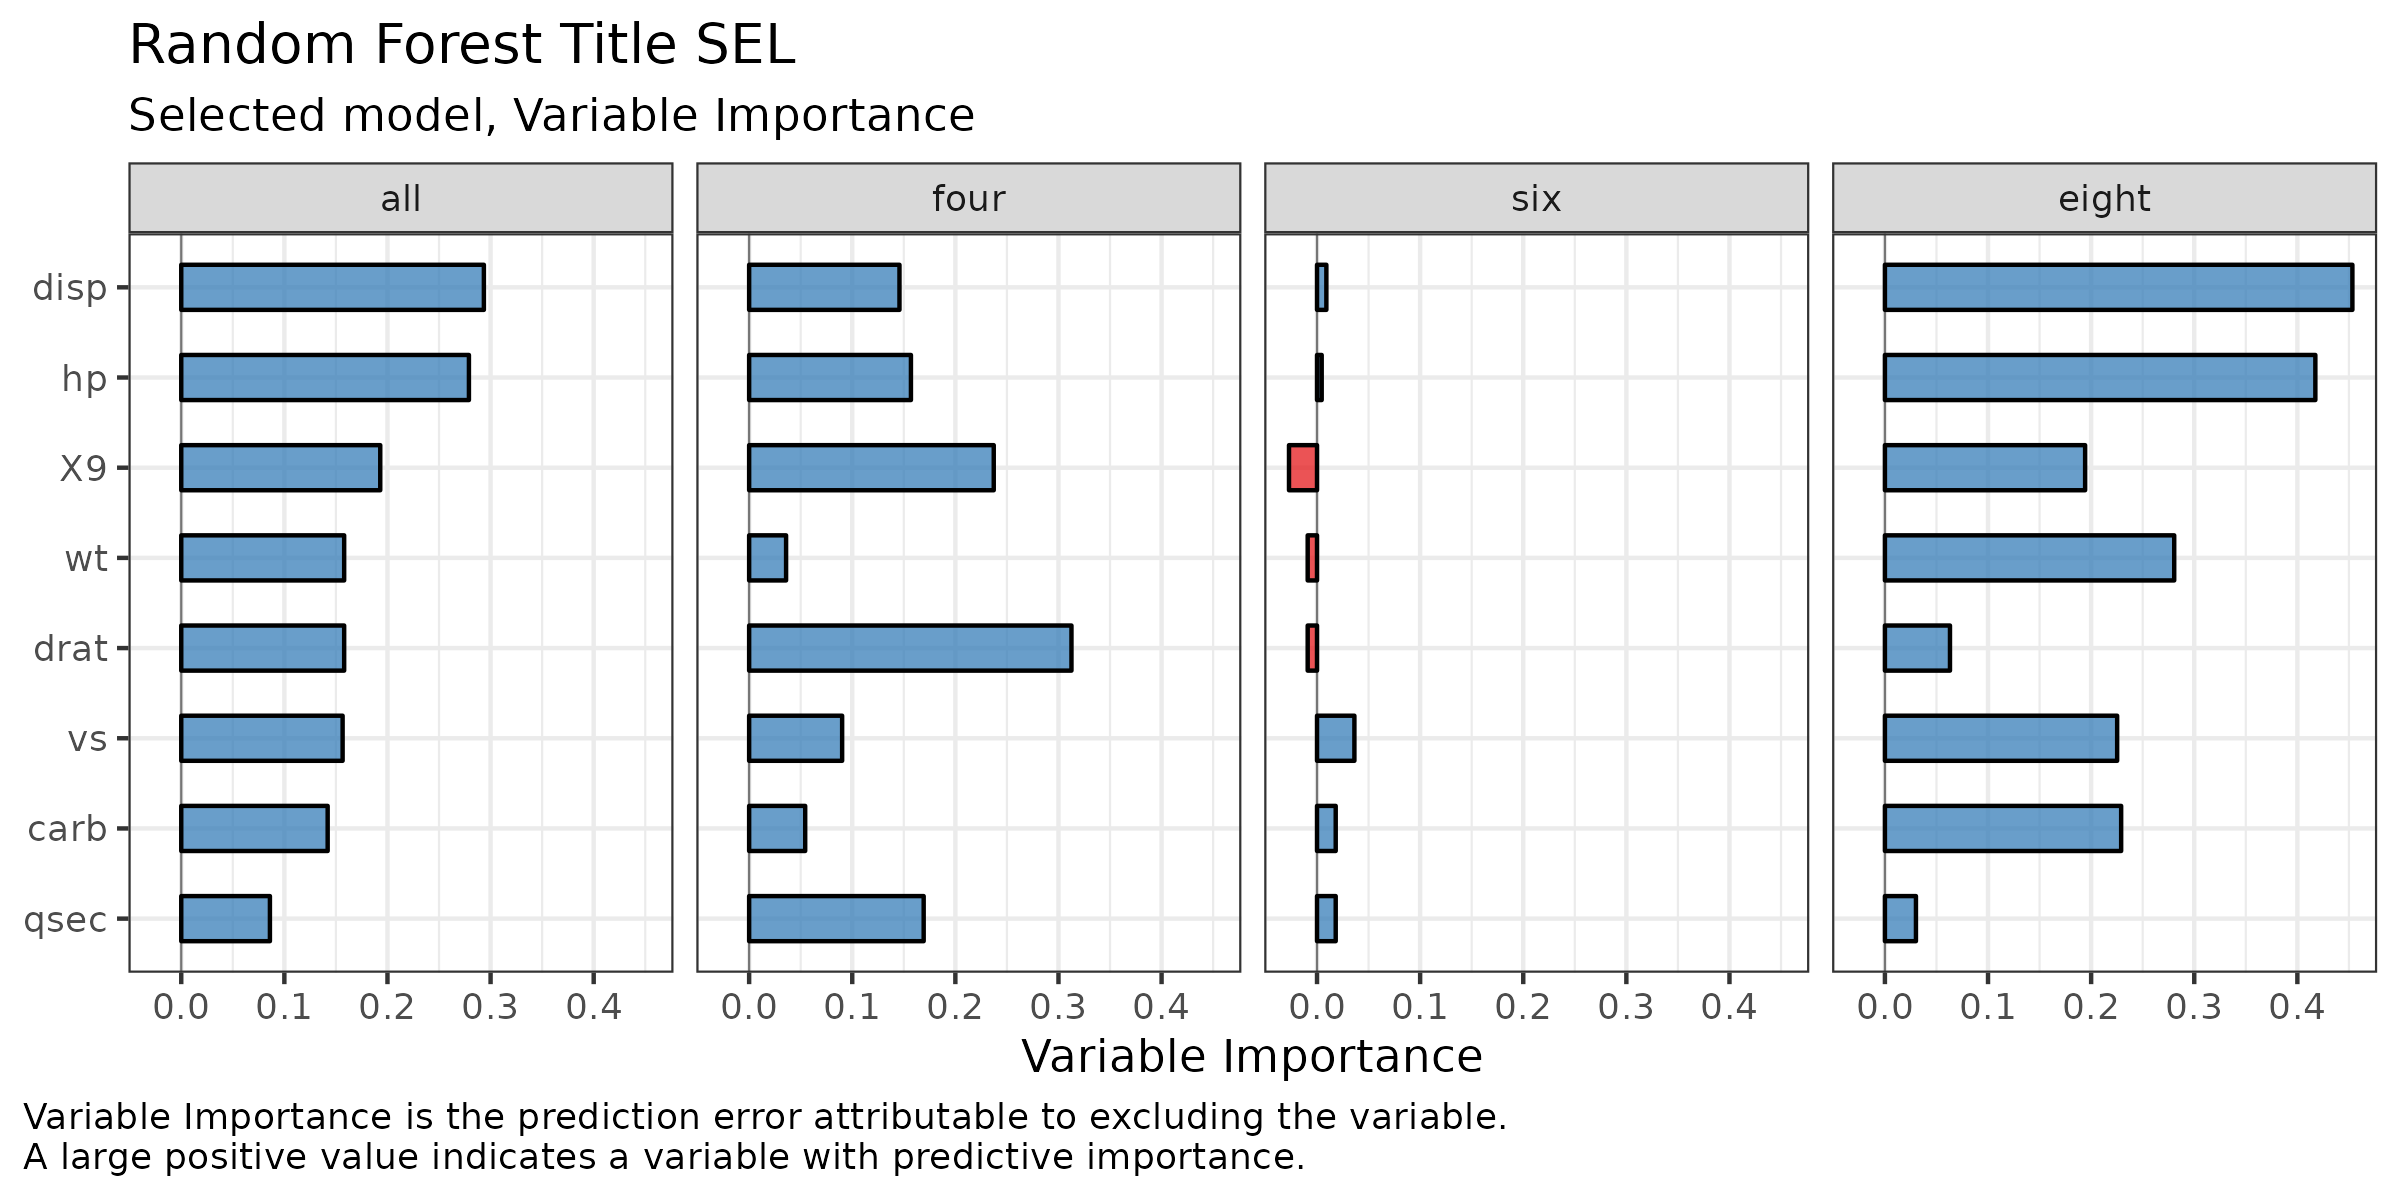 Random Forest Title SEL
Selected model, Variable Importance
all four six eight
disp
hp
X9
wt
drat
vs
carb
qsec
0.0 0.1 0.2 0.3 0.4 0.0 0.1 0.2 0.3 0.4 0.0 0.1 0.2 0.3 0.4 0.0 0.1 0.2 0.3 0.4
Variable Importance
Variable Importance is the prediction error attributable to excluding the variable.
A large positive value indicates a variable with predictive importance.